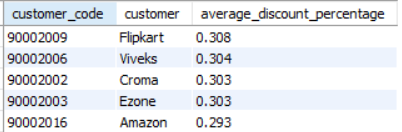 customer_code customer average_discount_percentage
90002009 Flipkart 0.308
90002006 Viveks 0.304
90002002 Croma 0.303
90002003 Ezone 0.303
90002016 Amazon 0.293